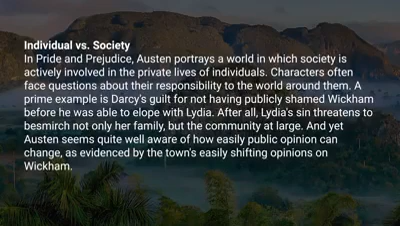 Individual vs. Society
In Pride and Prejudice, Austen portrays a world in which society is
actively involved in the private lives of individuals. Characters often
face questions about their responsibility to the world around them. A
prime example is Darcy's guilt for not having publicly shamed Wickham
before he was able to elope with Lydia. After all, Lydia's sin threatens to
besmirch not only her family, but the community at large. And yet
Austen seems quite well aware of how easily public opinion can
change, as evidenced by the town's easily shifting opinions on
Wickham.